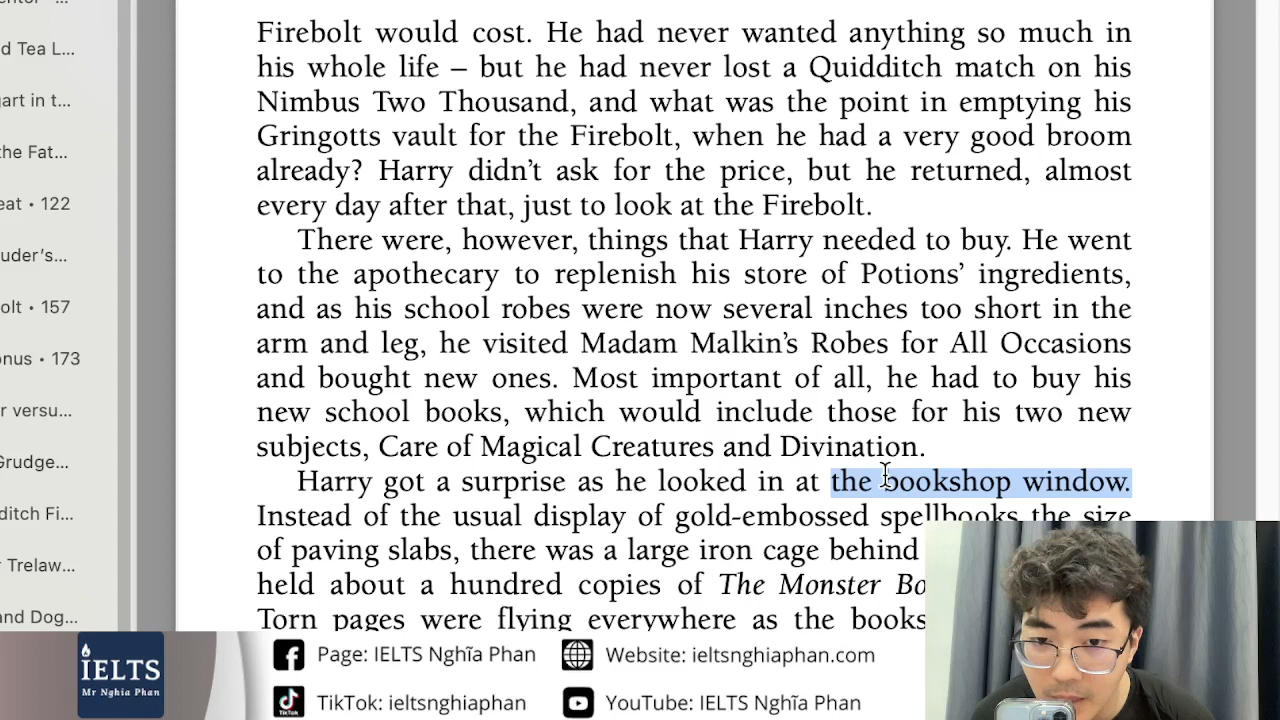 d Tea L...
gart in t...
the Fat...
eat • 122
uder's...
olt • 157
onus • 173
r versu...
Grudge...
ditch Fi...
r Trelaw...
and Dog...
Firebolt would cost. He had never wanted anything so much in
his whole life – but he had never lost a Quidditch match on his
Nimbus Two Thousand, and what was the point in emptying his
Gringotts vault for the Firebolt, when he had a very good broom
already? Harry didn't ask for the price, but he returned, almost
every day after that, just to look at the Firebolt.
There were, however, things that Harry needed to buy. He went
to the apothecary to replenish his store of Potions' ingredients,
and as his school robes were now several inches too short in the
arm and leg, he visited Madam Malkin's Robes for All Occasions
and bought new ones. Most important of all, he had to buy his
new school books, which would include those for his two new
subjects, Care of Magical Creatures and Divination.
Harry got a surprise as he looked in at the bookshop window.
Instead of the usual display of gold-embossed spellbooks the size
of paving slabs, there was a large iron cage behind
held about a hundred copies of The Monster Bo
Torn pages were flying everywhere as the books
IELTS
Mr Nghia Phan
Page: IELTS Nghĩa Phan
Website: ieltsnghiaphan.com
TikTok: ieltsnghiaphan
YouTube: IELTS Nghĩa Phan